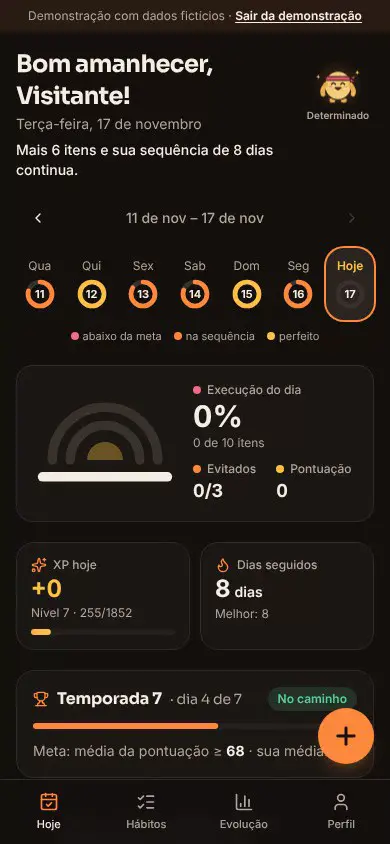 Demonstração com dados fictícios · Sair da demonstração
Bom amanhecer,
Visitante!
Terça-feira, 17 de novembro
Mais 6 itens e sua sequência de 8 dias
continua.
Determinado
11 de nov – 17 de nov
Qua Qui Sex Sab Dom Seg Hoje
11 12 13 14 15 16 17
abaixo da meta na sequência perfeito
Execução do dia
0%
0 de 10 itens
Evitados Pontuação
0/3 0
XP hoje
+0
Nível 7 · 255/1852
Dias seguidos
8 dias
Melhor: 8
Temporada 7 · dia 4 de 7 No caminho
Meta: média da pontuação ≥ 68 · sua média
Hoje Hábitos Evolução Perfil